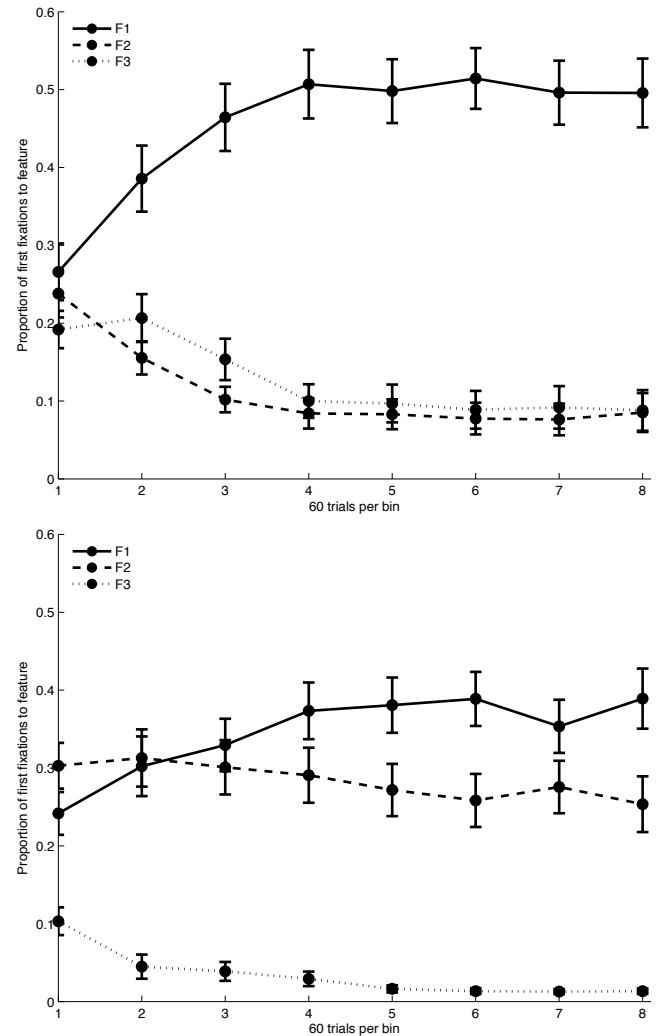 0.6
F1
F2
F3
0.5
0.4
0.3
0.2
0.1
0
Proportion of first fixations to feature
1 2 3 4 5 6 7 8
60 trials per bin
0.6
F1
F2
F3
0.5
0.4
0.3
0.2
0.1
0
Proportion of first fixations to feature
1 2 3 4 5 6 7 8
60 trials per bin